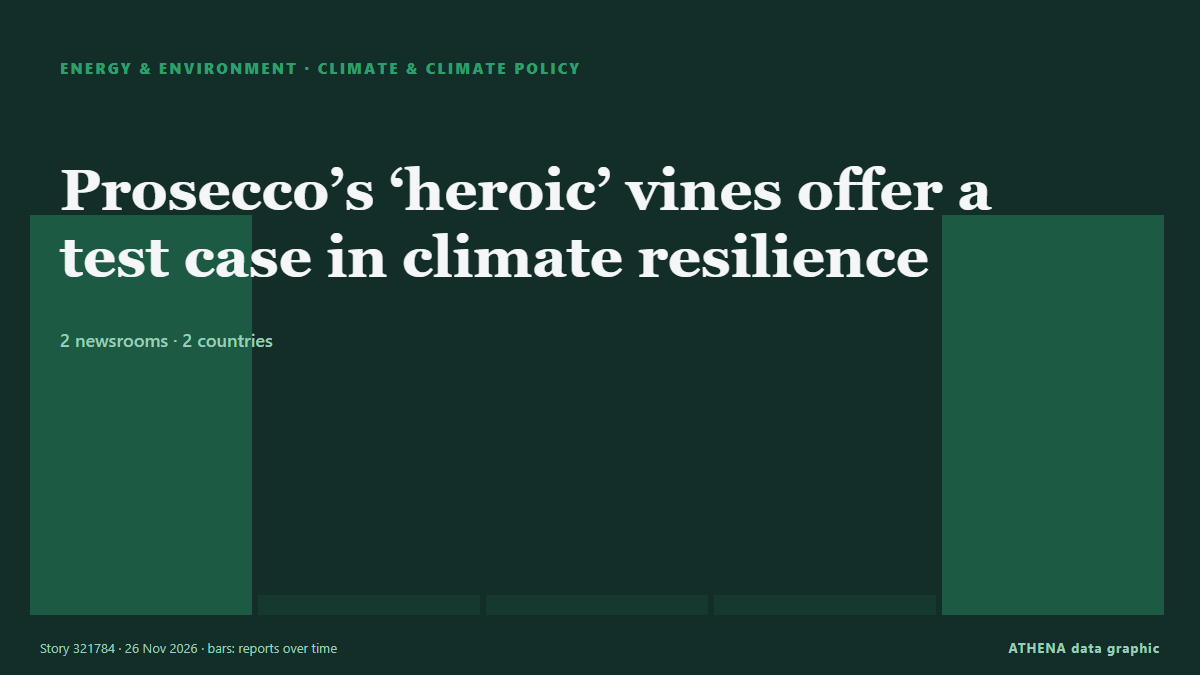 ENERGY & ENVIRONMENT · CLIMATE & CLIMATE POLICY
Prosecco’s ‘heroic’ vines offer a
test case in climate resilience
2 newsrooms · 2 countries
Story 321784 · 26 Nov 2026 · bars: reports over time
ATHENA data graphic